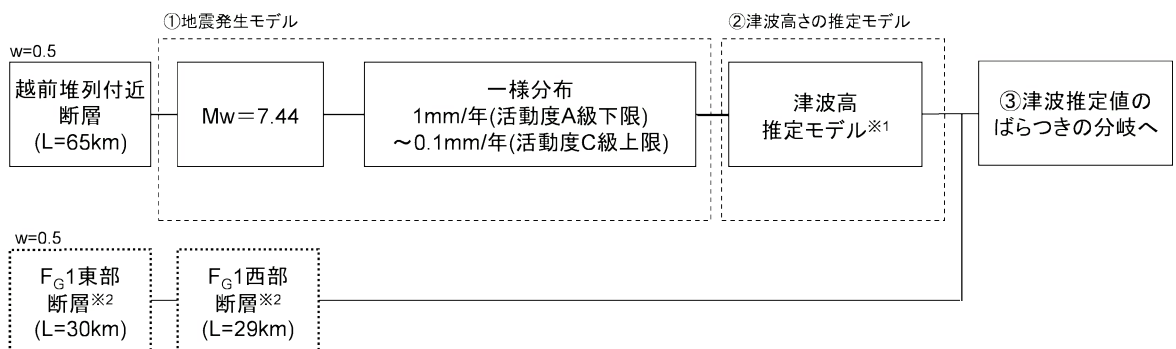 ①地震発生モデル
②津波高さの推定モデル
w=0.5
越前堆列付近
断層
(L=65km)
Mw=7.44
一様分布
1mm/年(活動度A級下限)
～0.1mm/年(活動度C級上限)
津波高
推定モデル※1
③津波推定値の
ばらつきの分岐へ
w=0.5
FG1東部
断層※2
(L=30km)
FG1西部
断層※2
(L=29km)